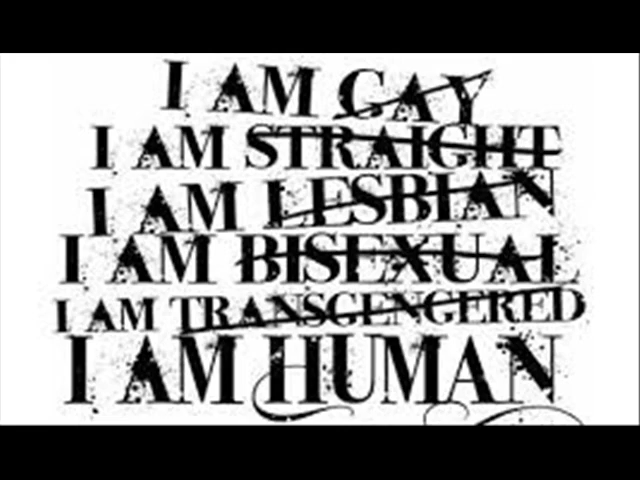 I AM GAY
I AM STRAIGHT
I AM LESBIAN
I AM BISEXUAL
I AM TRANSGENGERED
I AM HUMAN